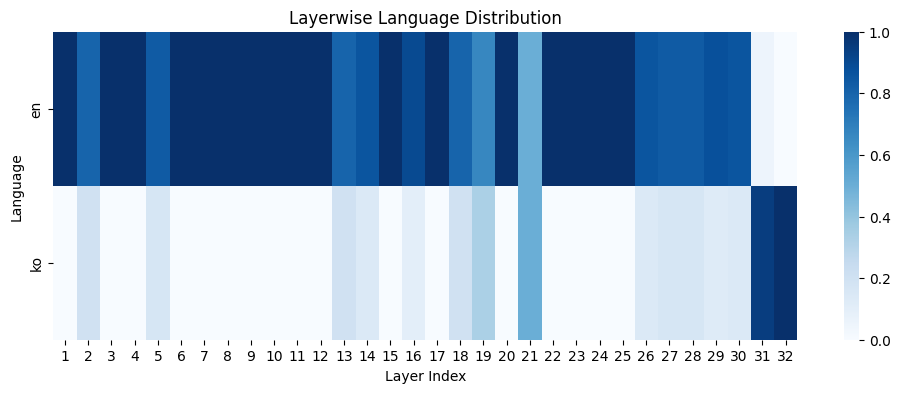 Layerwise Language Distribution
Language
en
ko
1 2 3 4 5 6 7 8 9 10 11 12 13 14 15 16 17 18 19 20 21 22 23 24 25 26 27 28 29 30 31 32
Layer Index
1.0
0.8
0.6
0.4
0.2
0.0